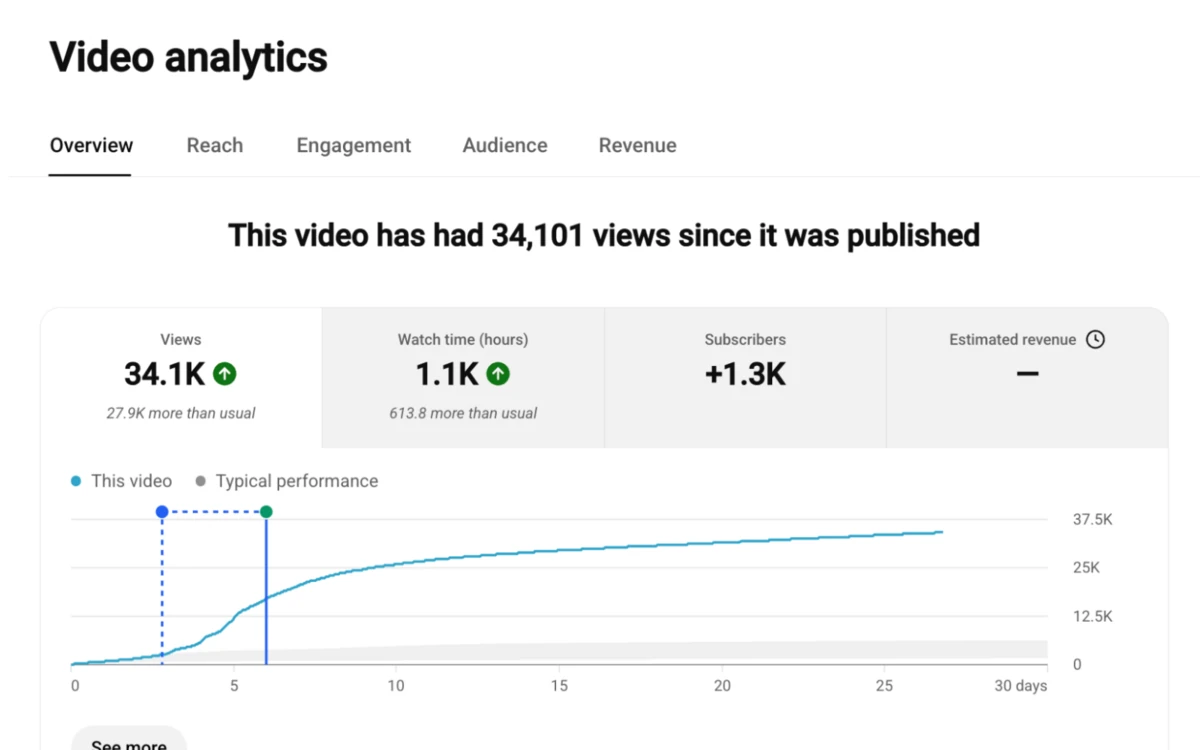 Video analytics
Overview Reach Engagement Audience Revenue
This video has had 34,101 views since it was published
Views Watch time (hours) Subscribers Estimated revenue
34.1K 1.1K +1.3K —
27.9K more than usual 613.8 more than usual
This video Typical performance
37.5K
25K
12.5K
0
0 5 10 15 20 25 30 days
See more